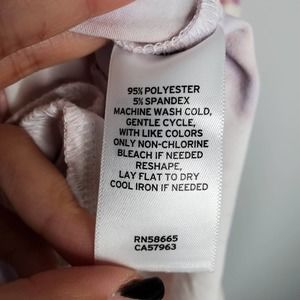 95% POLYESTER
5% SPANDEX
MACHINE WASH COLD,
GENTLE CYCLE,
WITH LIKE COLORS
ONLY NON-CHLORINE
BLEACH IF NEEDED
RESHAPE,
LAY FLAT TO DRY
COOL IRON IF NEEDED
RN58665
CA57963